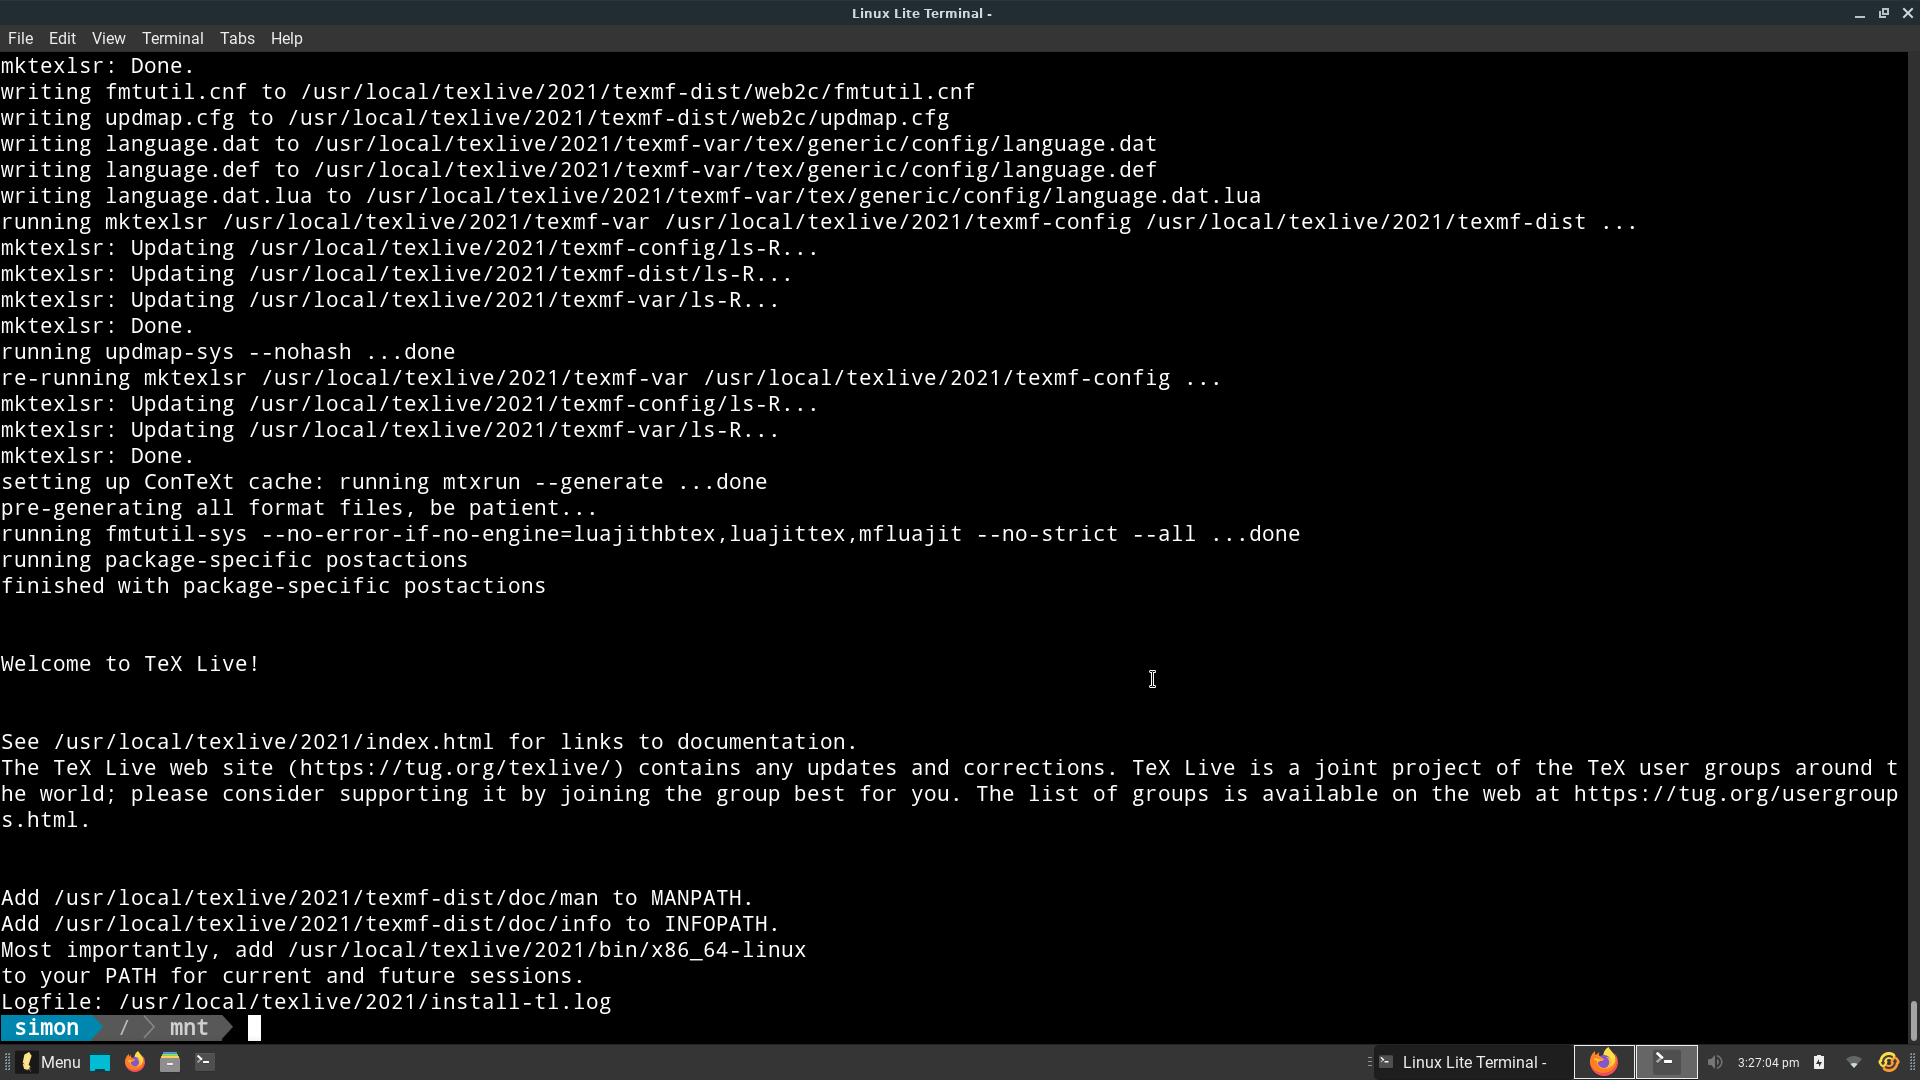 Linux Lite Terminal -
File Edit View Terminal Tabs Help
mktexlsr: Done.
writing fmtutil.cnf to /usr/local/texlive/2021/texmf-dist/web2c/fmtutil.cnf
writing updmap.cfg to /usr/local/texlive/2021/texmf-dist/web2c/updmap.cfg
writing language.dat to /usr/local/texlive/2021/texmf-var/tex/generic/config/language.dat
writing language.def to /usr/local/texlive/2021/texmf-var/tex/generic/config/language.def
writing language.dat.lua to /usr/local/texlive/2021/texmf-var/tex/generic/config/language.dat.lua
running mktexlsr /usr/local/texlive/2021/texmf-var /usr/local/texlive/2021/texmf-config /usr/local/texlive/2021/texmf-dist ...
mktexlsr: Updating /usr/local/texlive/2021/texmf-config/ls-R...
mktexlsr: Updating /usr/local/texlive/2021/texmf-dist/ls-R...
mktexlsr: Updating /usr/local/texlive/2021/texmf-var/ls-R...
mktexlsr: Done.
running updmap-sys --nohash ...done
re-running mktexlsr /usr/local/texlive/2021/texmf-var /usr/local/texlive/2021/texmf-config ...
mktexlsr: Updating /usr/local/texlive/2021/texmf-config/ls-R...
mktexlsr: Updating /usr/local/texlive/2021/texmf-var/ls-R...
mktexlsr: Done.
setting up ConTeXt cache: running mtxrun --generate ...done
pre-generating all format files, be patient...
running fmtutil-sys --no-error-if-no-engine=luajithbtex,luajittex,mfluajit --no-strict --all ...done
running package-specific postactions
finished with package-specific postactions
Welcome to TeX Live!
See /usr/local/texlive/2021/index.html for links to documentation.
The TeX Live web site (https://tug.org/texlive/) contains any updates and corrections. TeX Live is a joint project of the TeX user groups around t
he world; please consider supporting it by joining the group best for you. The list of groups is available on the web at https://tug.org/usergroup
s.html.
Add /usr/local/texlive/2021/texmf-dist/doc/man to MANPATH.
Add /usr/local/texlive/2021/texmf-dist/doc/info to INFOPATH.
Most importantly, add /usr/local/texlive/2021/bin/x86_64-linux
to your PATH for current and future sessions.
Logfile: /usr/local/texlive/2021/install-tl.log
simon / mnt
Menu Linux Lite Terminal - 3:27:04 pm